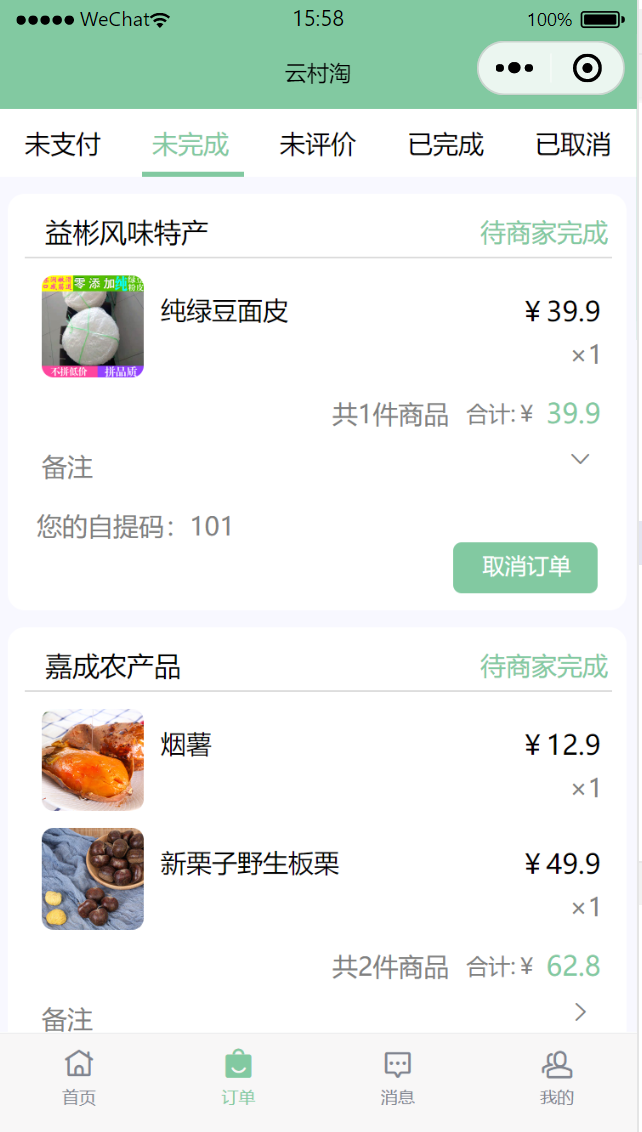 WeChat 15:58 100%
云村淘
未支付 未完成 未评价 已完成 已取消
益彬风味特产 待商家完成
零添加纯
不拼低价 拼品质
纯绿豆面皮 ¥39.9
×1
共1件商品 合计:¥ 39.9
备注
您的自提码：101
取消订单
嘉成农产品 待商家完成
烟薯 ¥12.9
×1
新栗子野生板栗 ¥49.9
×1
共2件商品 合计:¥ 62.8
备注
首页 订单 消息 我的